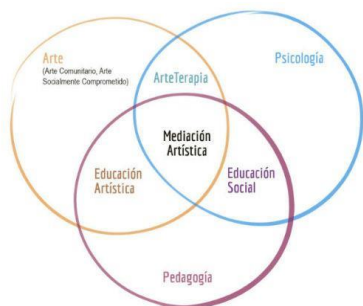 Arte
(Arte Comunitario, Arte
Socialmente Comprometido)
Psicología
ArteTerapia
Mediación
Artística
Educación
Artística
Educación
Social
Pedagogía